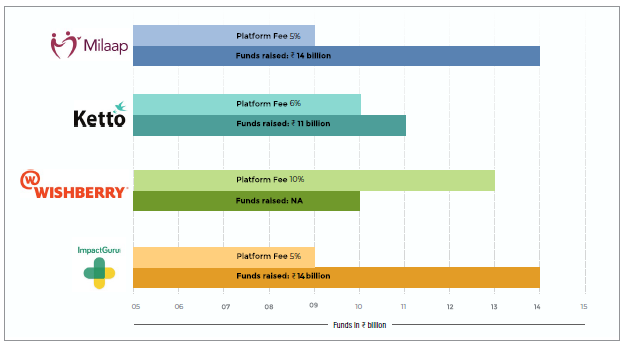 Milaap
Platform Fee 5%
Funds raised: ₹ 14 billion
Ketto
Platform Fee 6%
Funds raised: ₹ 11 billion
WISHBERRY
Platform Fee 10%
Funds raised: NA
ImpactGuru
Platform Fee 5%
Funds raised: ₹ 14 billion
05 06 07 08 09 10 11 12 13 14 15
Funds in ₹ billion